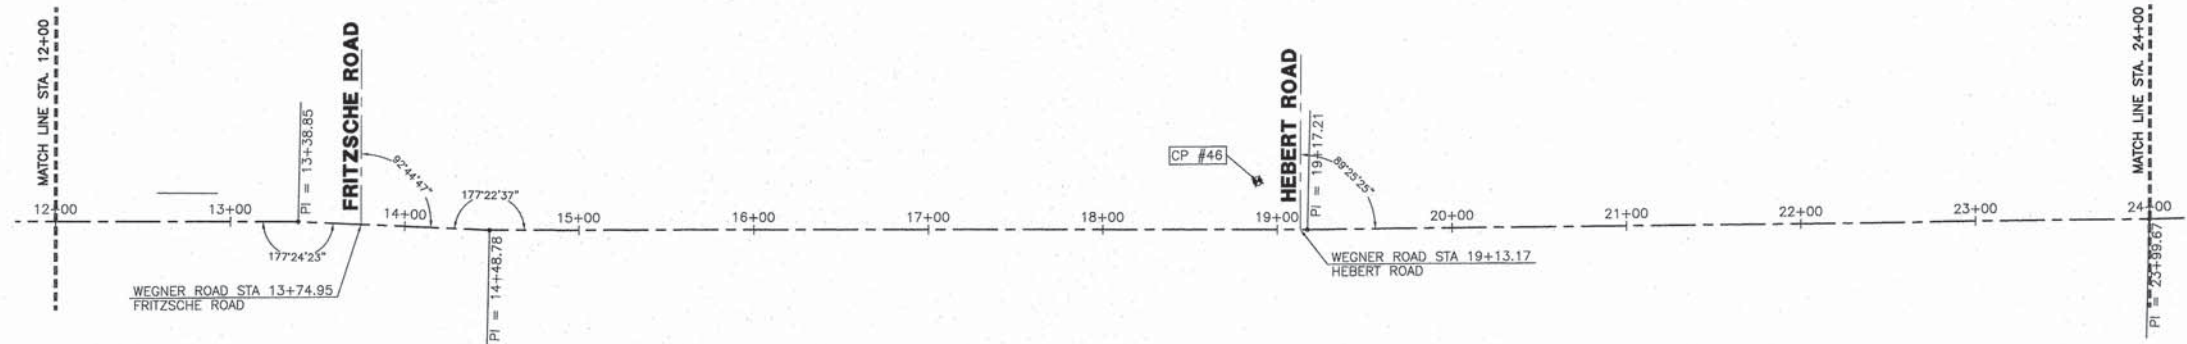 MATCH LINE STA. 12+00
12+00
13+00
PI = 13+38.85
FRITZSCHE ROAD
92°44'47"
14+00
177°24'23"
WEGNER ROAD STA 13+74.95
FRITZSCHE ROAD
177°22'37"
PI = 14+48.78
15+00
16+00
17+00
18+00
CP #46
19+00
HEBERT ROAD
PI = 19+17.21
89°25'25"
WEGNER ROAD STA 19+13.17
HEBERT ROAD
20+00
21+00
22+00
23+00
MATCH LINE STA. 24+00
24+00
PI = 23+99.67